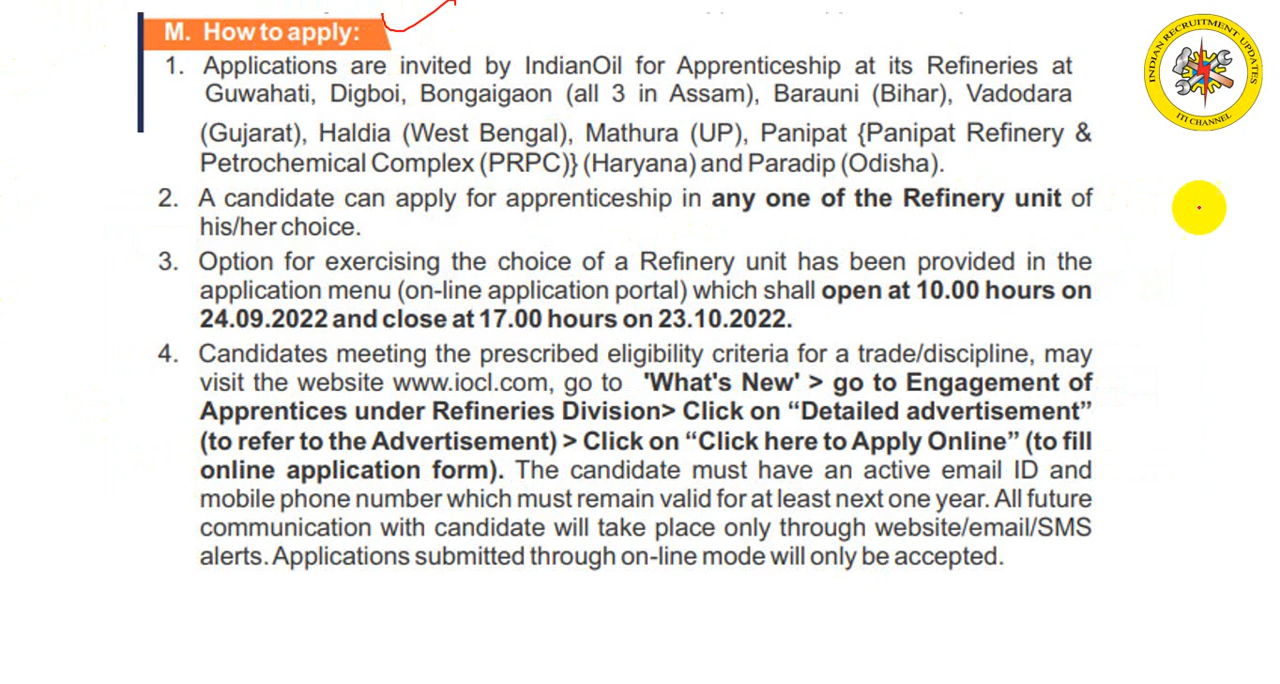 M. How to apply:
1. Applications are invited by IndianOil for Apprenticeship at its Refineries at
Guwahati, Digboi, Bongaigaon (all 3 in Assam), Barauni (Bihar), Vadodara
(Gujarat), Haldia (West Bengal), Mathura (UP), Panipat {Panipat Refinery &
Petrochemical Complex (PRPC)} (Haryana) and Paradip (Odisha).
2. A candidate can apply for apprenticeship in any one of the Refinery unit of
his/her choice.
3. Option for exercising the choice of a Refinery unit has been provided in the
application menu (on-line application portal) which shall open at 10.00 hours on
24.09.2022 and close at 17.00 hours on 23.10.2022.
4. Candidates meeting the prescribed eligibility criteria for a trade/discipline, may
visit the website www.iocl.com, go to 'What's New' > go to Engagement of
Apprentices under Refineries Division> Click on “Detailed advertisement”
(to refer to the Advertisement) > Click on “Click here to Apply Online” (to fill
online application form). The candidate must have an active email ID and
mobile phone number which must remain valid for at least next one year. All future
communication with candidate will take place only through website/email/SMS
alerts. Applications submitted through on-line mode will only be accepted.
INDIAN RECRUITMENT UPDATES
ITI CHANNEL